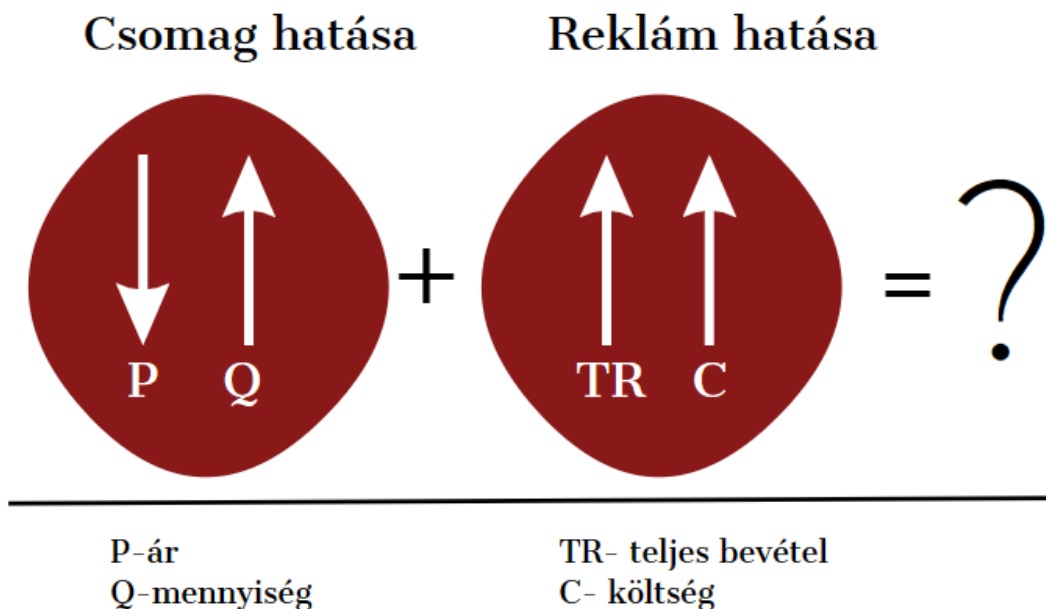 Csomag hatása
Reklám hatása
P Q + TR C = ?
P-ár
Q-mennyiség
TR- teljes bevétel
C- költség